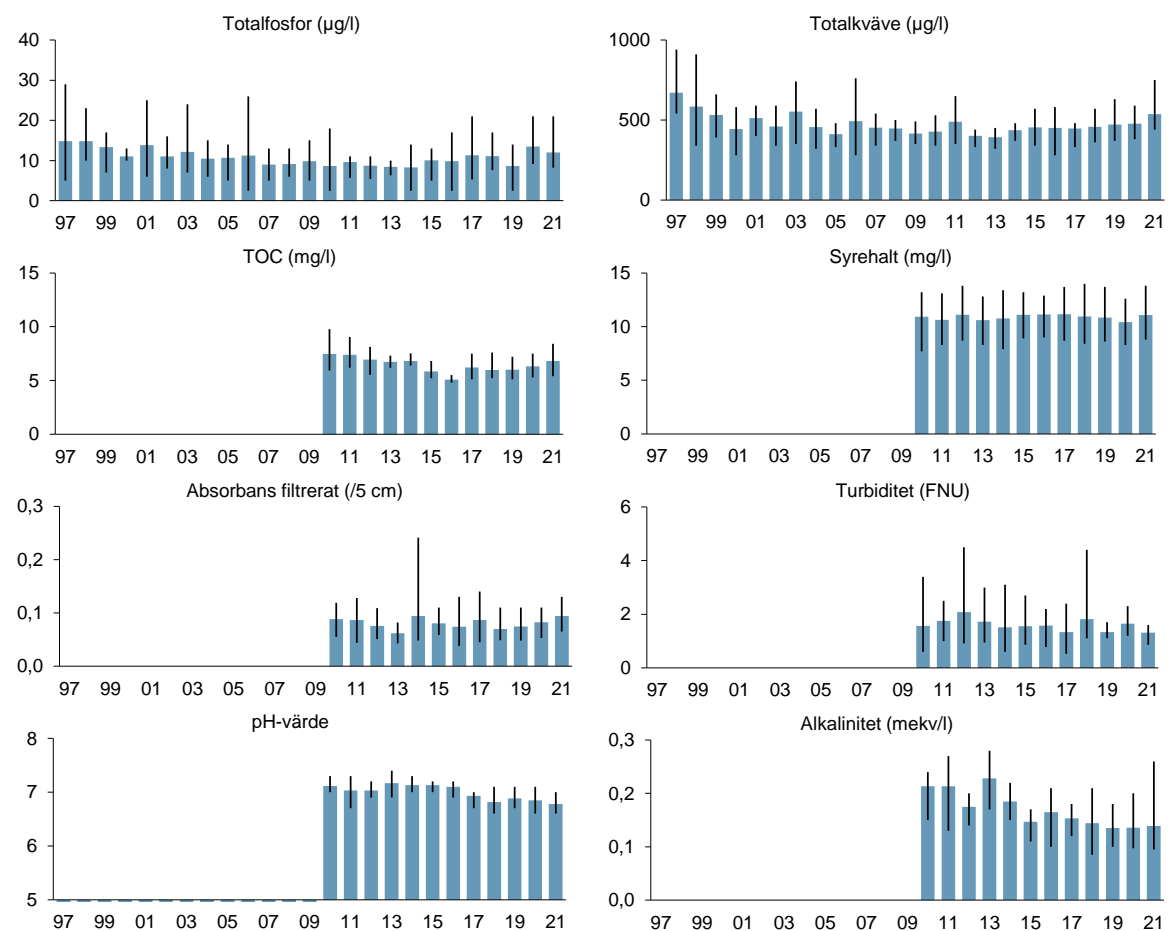 Totalfosfor (µg/l)
40
30
20
10
0
97 99 01 03 05 07 09 11 13 15 17 19 21
Totalkväve (µg/l)
1000
500
0
97 99 01 03 05 07 09 11 13 15 17 19 21
TOC (mg/l)
15
10
5
0
97 99 01 03 05 07 09 11 13 15 17 19 21
Syrehalt (mg/l)
15
10
5
0
97 99 01 03 05 07 09 11 13 15 17 19 21
Absorbans filtrerat (/5 cm)
0,3
0,2
0,1
0,0
97 99 01 03 05 07 09 11 13 15 17 19 21
Turbiditet (FNU)
6
4
2
0
97 99 01 03 05 07 09 11 13 15 17 19 21
pH-värde
8
7
6
5
97 99 01 03 05 07 09 11 13 15 17 19 21
Alkalinitet (mekv/l)
0,3
0,2
0,1
0,0
97 99 01 03 05 07 09 11 13 15 17 19 21